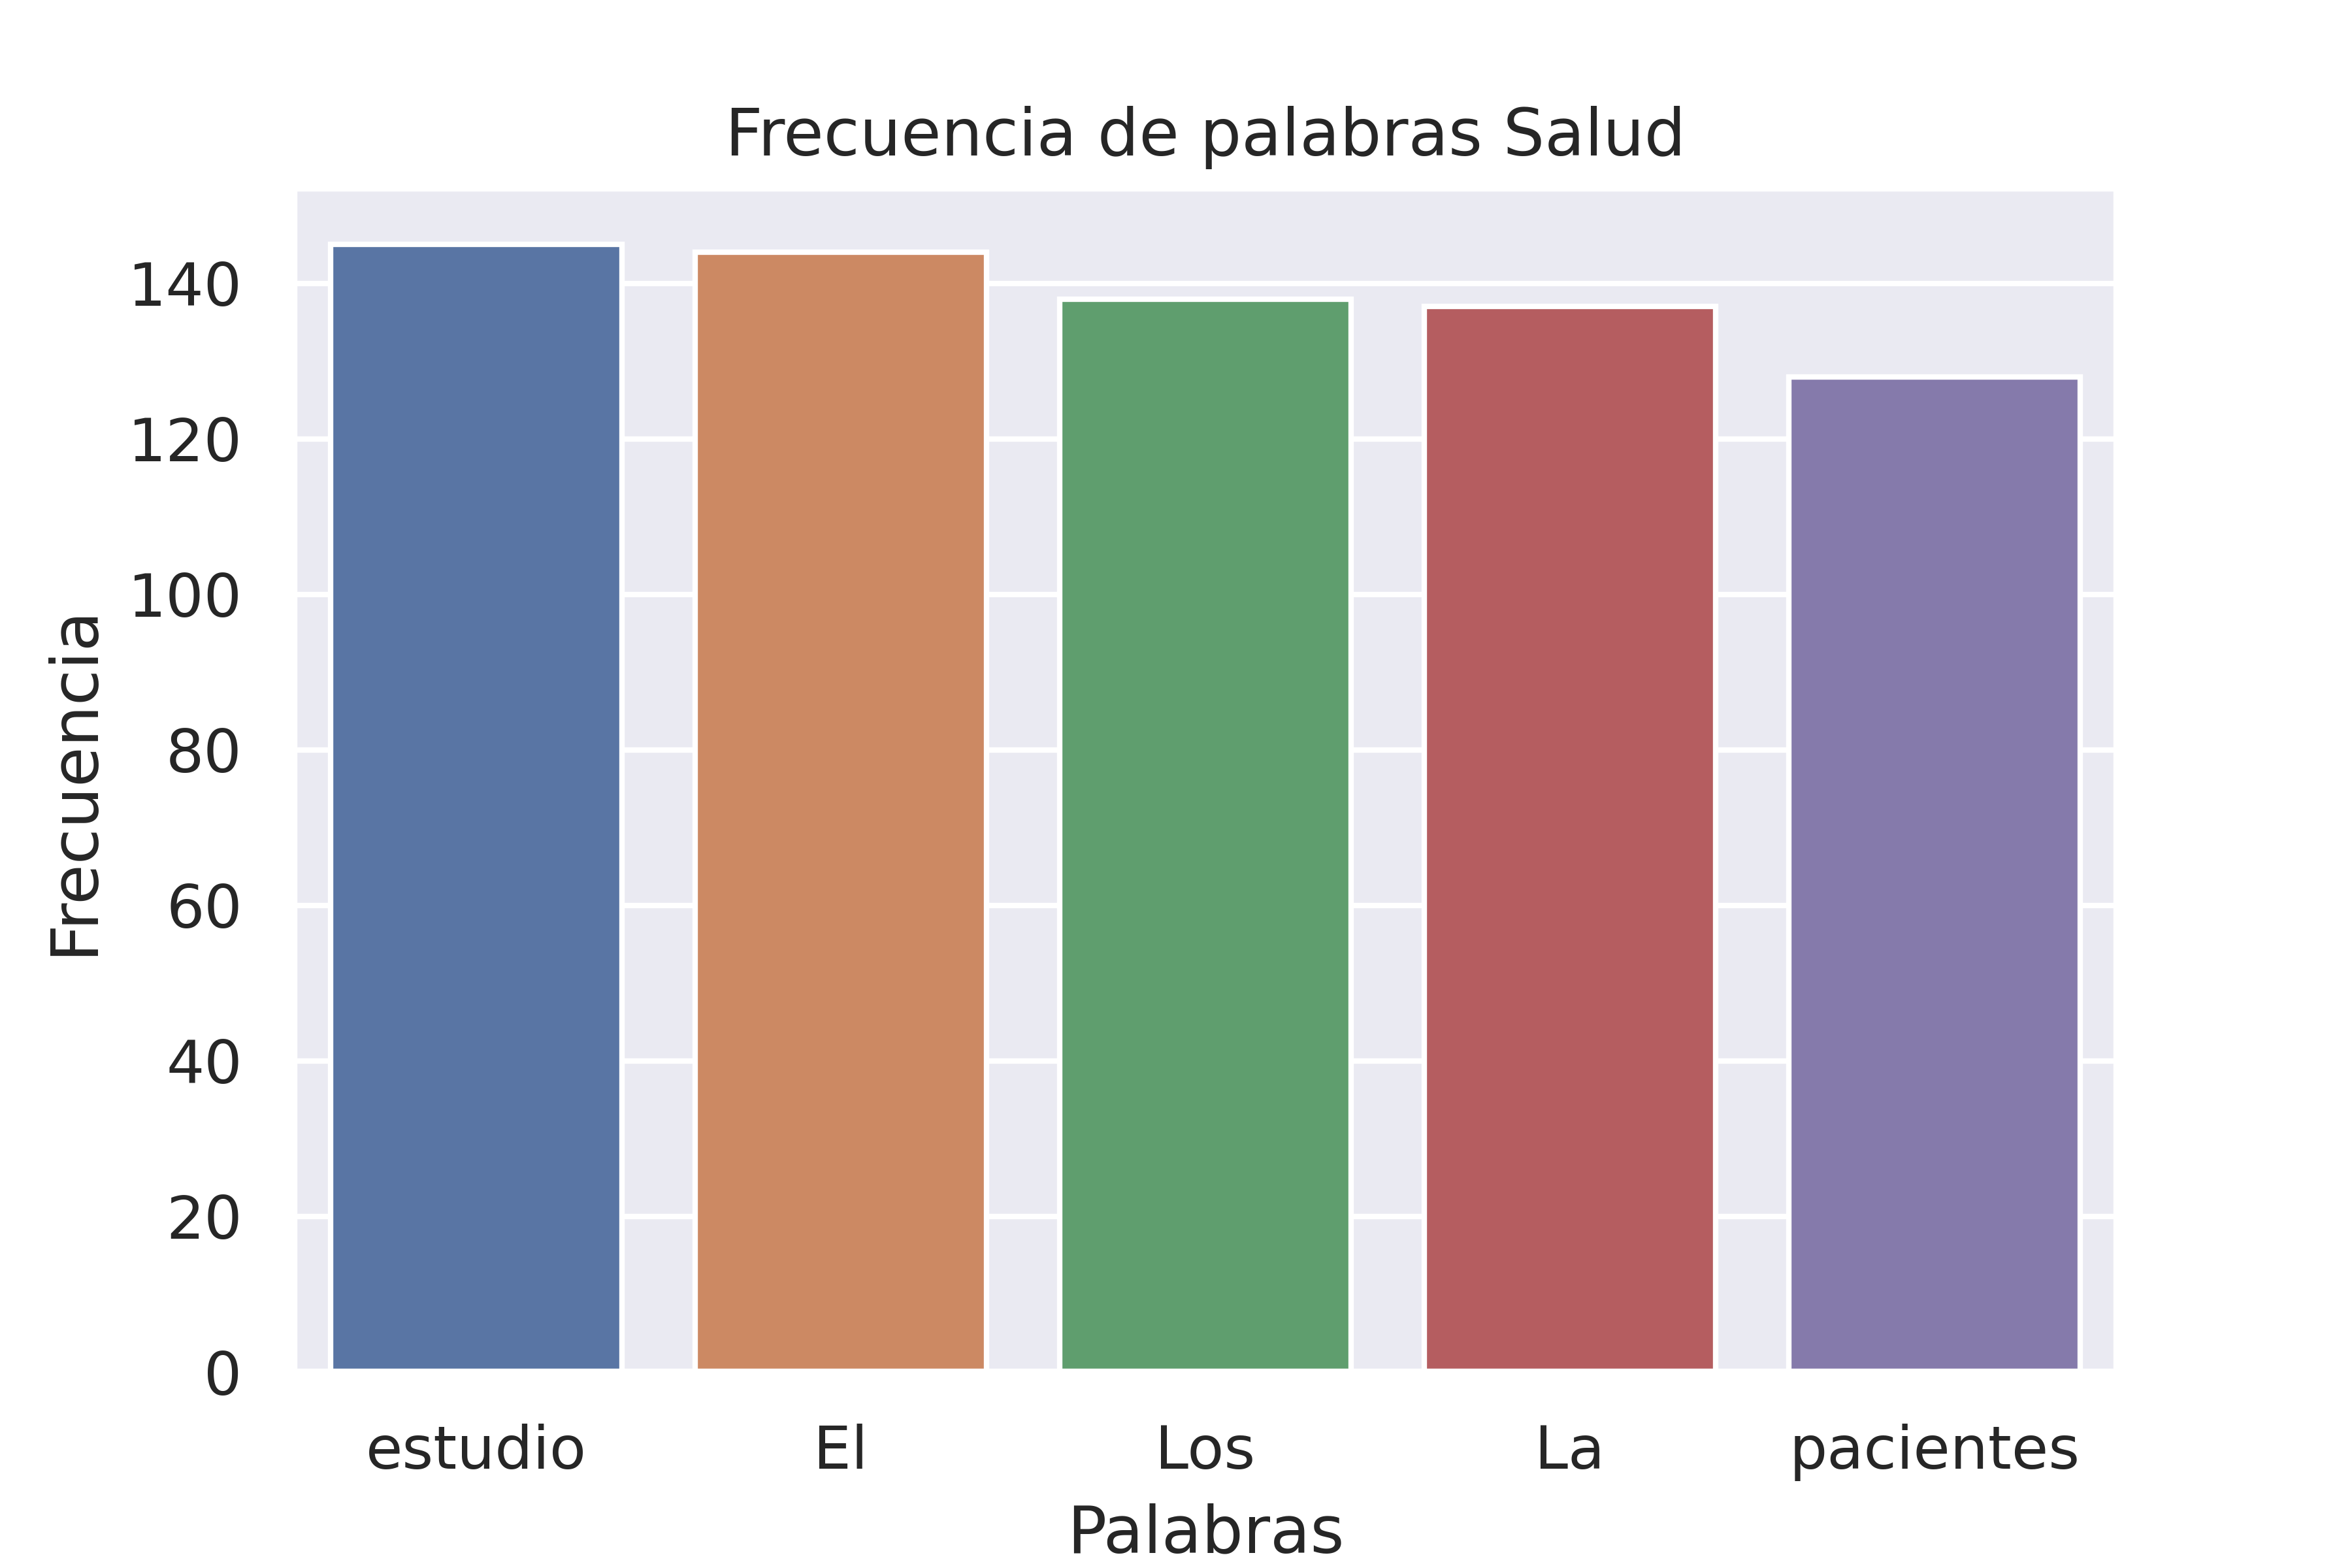 Frecuencia de palabras Salud
Frecuencia
140
120
100
80
60
40
20
0
estudio El Los La pacientes
Palabras